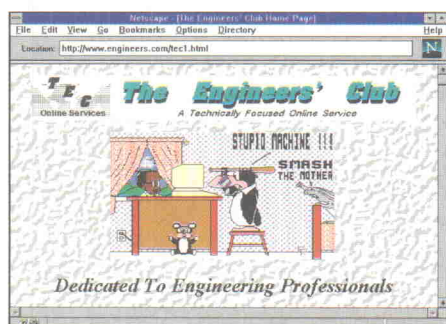 Netscape - [The Engineers' Club Home Page]
File Edit View Go Bookmarks Options Directory Help
Location: http://www.engineers.com/tec1.html
N
TEC
Online Services
The Engineers' Club
A Technically Focused Online Service
STUPID MACHINE !!!
SMASH
THE MOTHER
Dedicated To Engineering Professionals